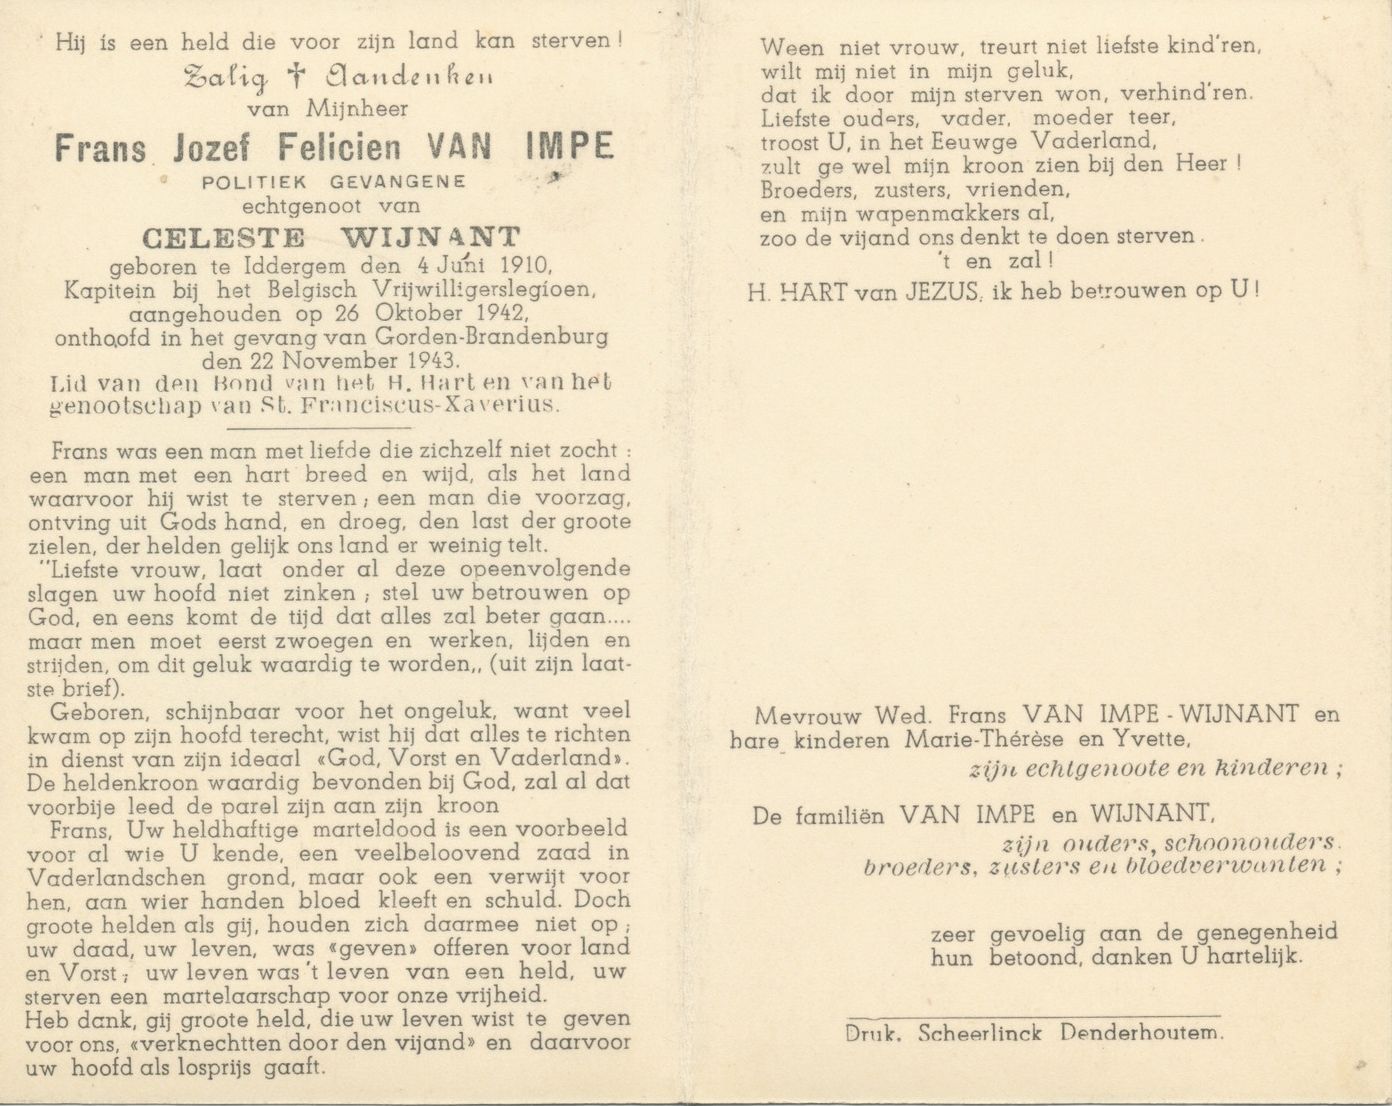 Hij is een held die voor zijn land kan sterven !
Zalig ✝ Aandenken
van Mijnheer
Frans Jozef Felicien VAN IMPE
POLITIEK GEVANGENE
echtgenoot van
CELESTE WIJNANT
geboren te Iddergem den 4 Juni 1910,
Kapitein bij het Belgisch Vrijwilligerslegioen,
aangehouden op 26 Oktober 1942,
onthoofd in het gevang van Gorden-Brandenburg
den 22 November 1943.
Lid van den Bond van het H. Hart en van het
genootschap van St. Franciscus-Xaverius.
Frans was een man met liefde die zichzelf niet zocht :
een man met een hart breed en wijd, als het land
waarvoor hij wist te sterven ; een man die voorzag,
ontving uit Gods hand, en droeg, den last der groote
zielen, der helden gelijk ons land er weinig telt.
"Liefste vrouw, laat onder al deze opeenvolgende
slagen uw hoofd niet zinken ; stel uw betrouwen op
God, en eens komt de tijd dat alles zal beter gaan....
maar men moet eerst zwoegen en werken, lijden en
strijden, om dit geluk waardig te worden,, (uit zijn laat-
ste brief).
Geboren, schijnbaar voor het ongeluk, want veel
kwam op zijn hoofd terecht, wist hij dat alles te richten
in dienst van zijn ideaal «God, Vorst en Vaderland».
De heldenkroon waardig bevonden bij God, zal al dat
voorbije leed de parel zijn aan zijn kroon
Frans, Uw heldhaftige marteldood is een voorbeeld
voor al wie U kende, een veelbeloovend zaad in
Vaderlandschen grond, maar ook een verwijt voor
hen, aan wier handen bloed kleeft en schuld. Doch
groote helden als gij, houden zich daarmee niet op ;
uw daad, uw leven, was «geven» offeren voor land
en Vorst ; uw leven was 't leven van een held, uw
sterven een martelaarschap voor onze vrijheid.
Heb dank, gij groote held, die uw leven wist te geven
voor ons, «verknechtten door den vijand» en daarvoor
uw hoofd als losprijs gaaft.
Ween niet vrouw, treurt niet liefste kind'ren,
wilt mij niet in mijn geluk,
dat ik door mijn sterven won, verhind'ren.
Liefste ouders, vader, moeder teer,
troost U, in het Eeuwge Vaderland,
zult ge wel mijn kroon zien bij den Heer !
Broeders, zusters, vrienden,
en mijn wapenmakkers al,
zoo de vijand ons denkt te doen sterven.
't en zal !
H. HART van JEZUS, ik heb betrouwen op U !
Mevrouw Wed. Frans VAN IMPE - WIJNANT en
hare kinderen Marie-Thérèse en Yvette,
zijn echtgenoote en kinderen ;
De familiën VAN IMPE en WIJNANT,
zijn ouders, schoonouders.
broeders, zusters en bloedverwanten ;
zeer gevoelig aan de genegenheid
hun betoond, danken U hartelijk.
Druk. Scheerlinck Denderhoutem.